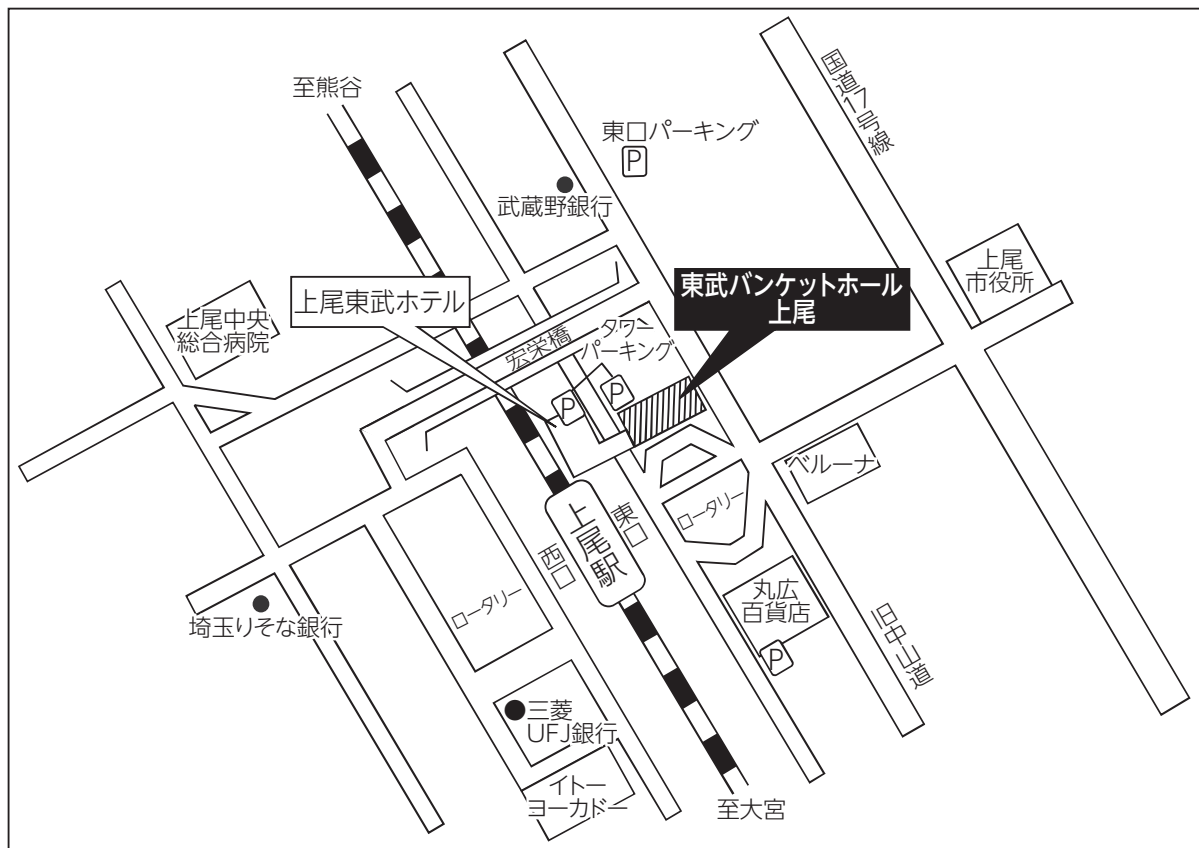 至熊谷
国道17号線
東口パーキング
P
武蔵野銀行
上尾
市役所
東武バンケットホール
上尾
上尾東武ホテル
上尾中央
総合病院
宏栄橋
タワー
パーキング
P
P
ベルーナ
ロータリー
東口
上尾駅
西口
丸広
百貨店
P
ロータリー
埼玉りそな銀行
旧中山道
三菱
UFJ銀行
イトー
ヨーカドー
至大宮